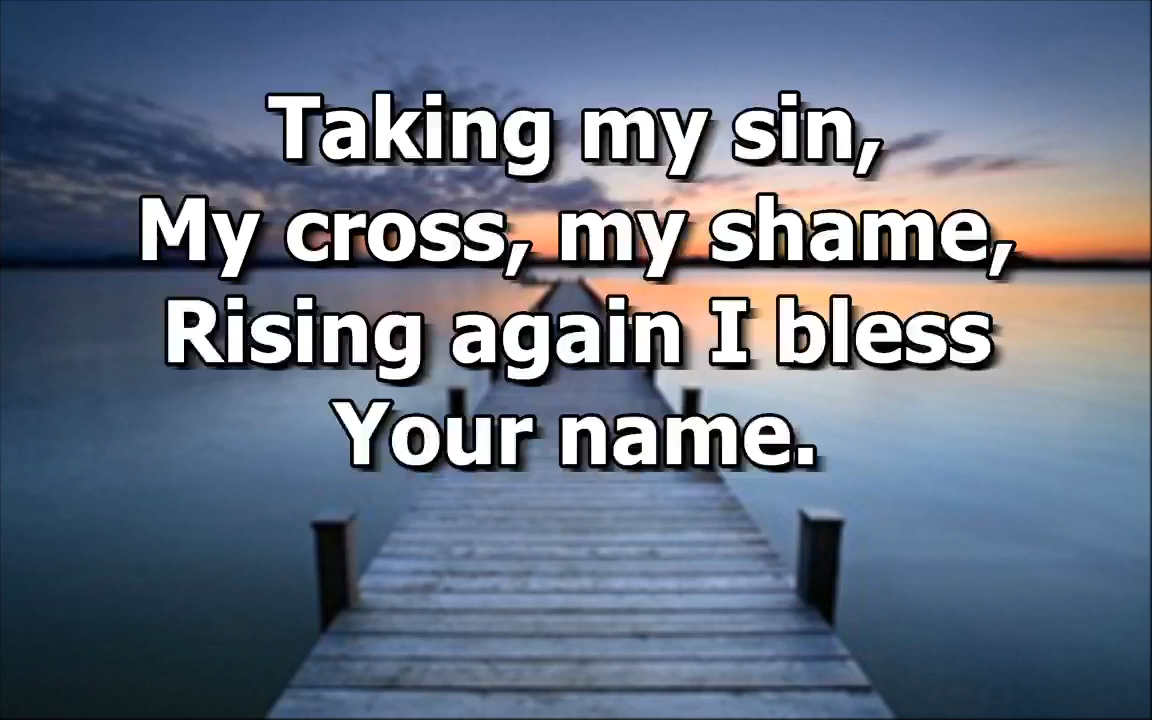 Taking my sin,
My cross, my shame,
Rising again I bless
Your name.